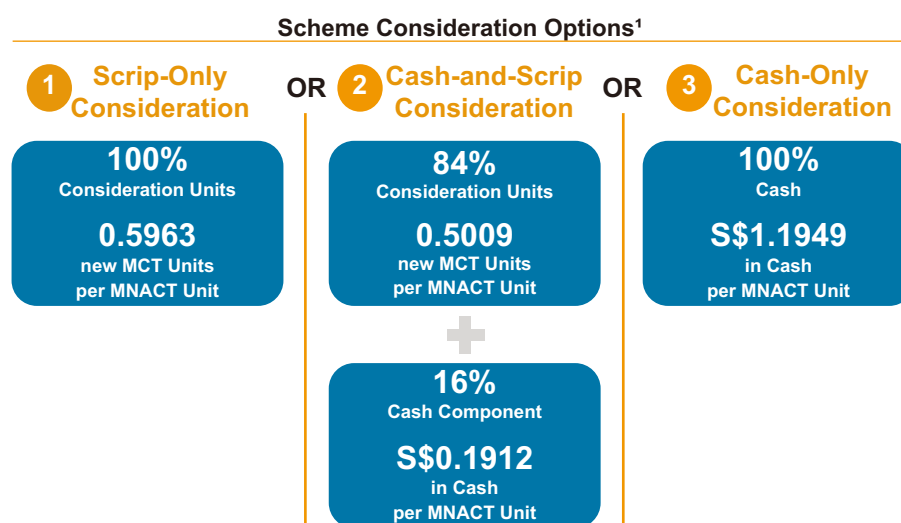 Scheme Consideration Options¹
1
Scrip-Only
Consideration
OR
2
Cash-and-Scrip
Consideration
OR
3
Cash-Only
Consideration
100%
Consideration Units
0.5963
new MCT Units
per MNACT Unit
84%
Consideration Units
0.5009
new MCT Units
per MNACT Unit
16%
Cash Component
S$0.1912
in Cash
per MNACT Unit
100%
Cash
S$1.1949
in Cash
per MNACT Unit